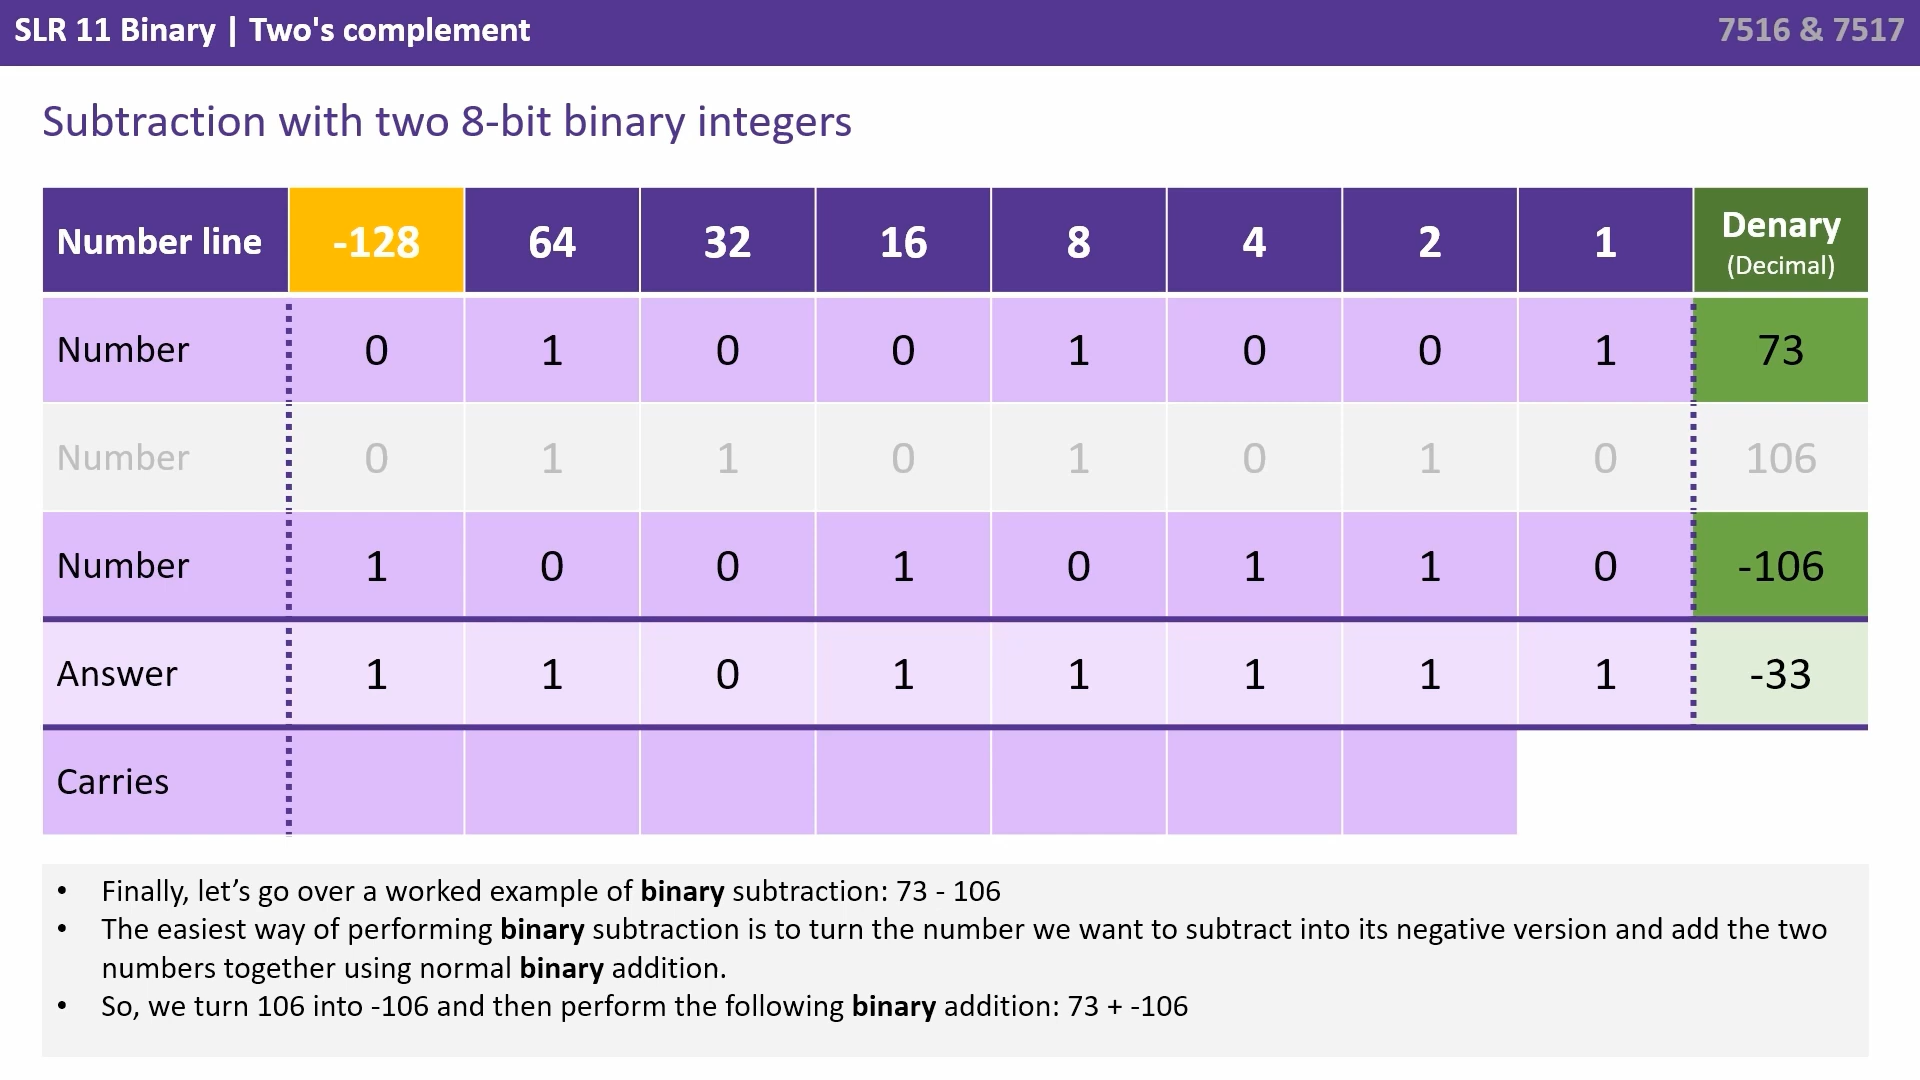 SLR 11 Binary | Two's complement 7516 & 7517
Subtraction with two 8-bit binary integers
Number line -128 64 32 16 8 4 2 1 Denary
(Decimal)
Number 0 1 0 0 1 0 0 1 73
Number 0 1 1 0 1 0 1 0 106
Number 1 0 0 1 0 1 1 0 -106
Answer 1 1 0 1 1 1 1 1 -33
Carries
• Finally, let’s go over a worked example of binary subtraction: 73 - 106
• The easiest way of performing binary subtraction is to turn the number we want to subtract into its negative version and add the two
numbers together using normal binary addition.
• So, we turn 106 into -106 and then perform the following binary addition: 73 + -106